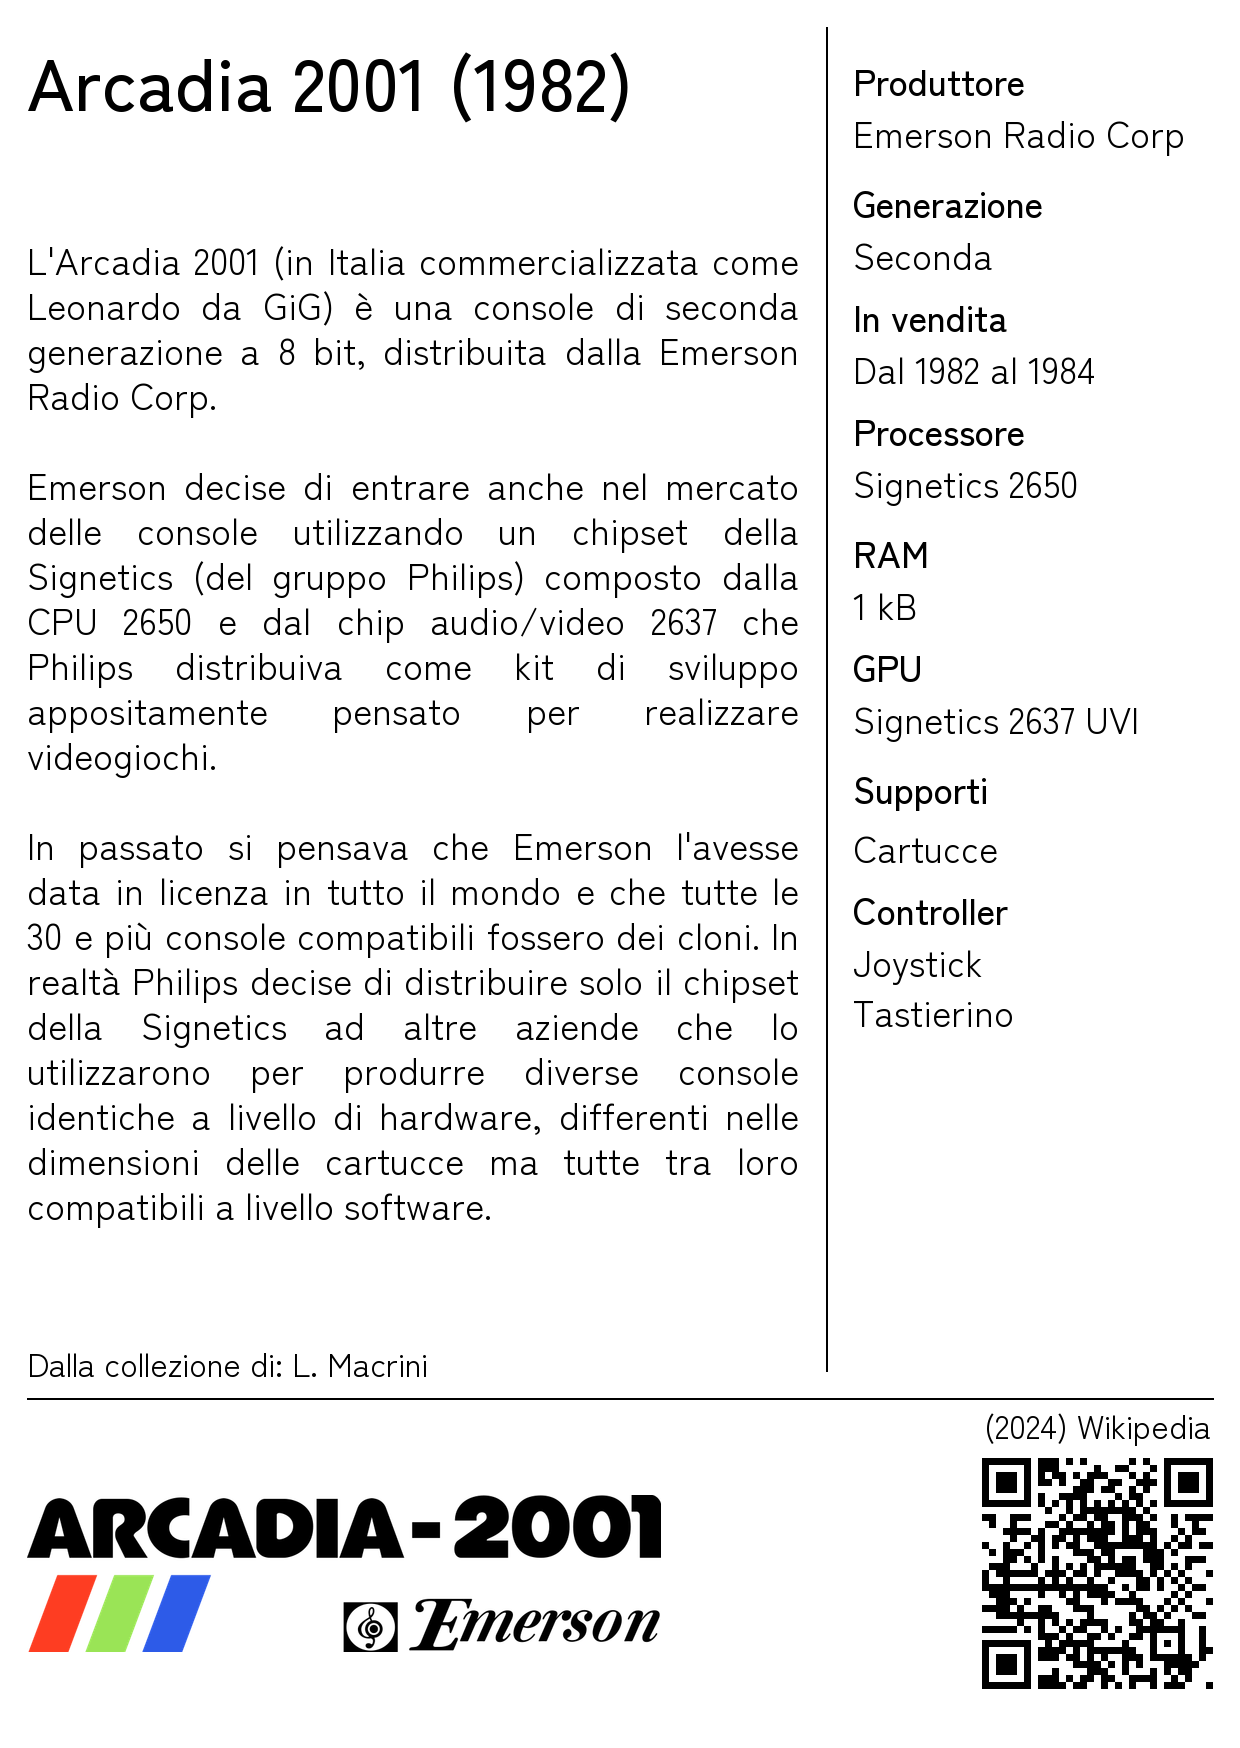 Arcadia 2001 (1982)
L'Arcadia 2001 (in Italia commercializzata come
Leonardo da GiG) è una console di seconda
generazione a 8 bit, distribuita dalla Emerson
Radio Corp.
Emerson decise di entrare anche nel mercato
delle console utilizzando un chipset della
Signetics (del gruppo Philips) composto dalla
CPU 2650 e dal chip audio/video 2637 che
Philips distribuiva come kit di sviluppo
appositamente pensato per realizzare
videogiochi.
In passato si pensava che Emerson l'avesse
data in licenza in tutto il mondo e che tutte le
30 e più console compatibili fossero dei cloni. In
realtà Philips decise di distribuire solo il chipset
della Signetics ad altre aziende che lo
utilizzarono per produrre diverse console
identiche a livello di hardware, differenti nelle
dimensioni delle cartucce ma tutte tra loro
compatibili a livello software.
Dalla collezione di: L. Macrini
Produttore
Emerson Radio Corp
Generazione
Seconda
In vendita
Dal 1982 al 1984
Processore
Signetics 2650
RAM
1 kB
GPU
Signetics 2637 UVI
Supporti
Cartucce
Controller
Joystick
Tastierino
(2024) Wikipedia
ARCADIA-2001
Emerson